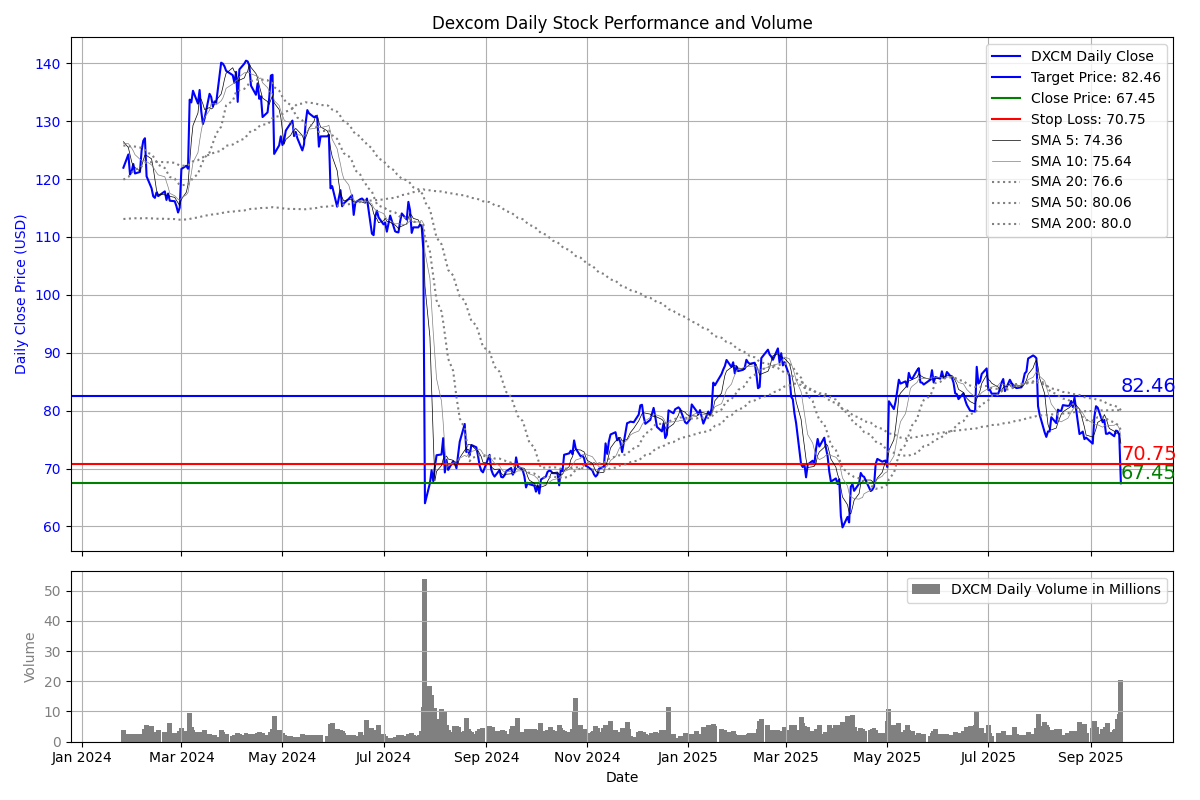 Dexcom Daily Stock Performance and Volume
Daily Close Price (USD)
140
130
120
110
100
90
80
70
60
DXCM Daily Close
Target Price: 82.46
Close Price: 67.45
Stop Loss: 70.75
SMA 5: 74.36
SMA 10: 75.64
SMA 20: 76.6
SMA 50: 80.06
SMA 200: 80.0
82.46
70.75
67.45
Volume
50
40
30
20
10
0
DXCM Daily Volume in Millions
Jan 2024 Mar 2024 May 2024 Jul 2024 Sep 2024 Nov 2024 Jan 2025 Mar 2025 May 2025 Jul 2025 Sep 2025
Date